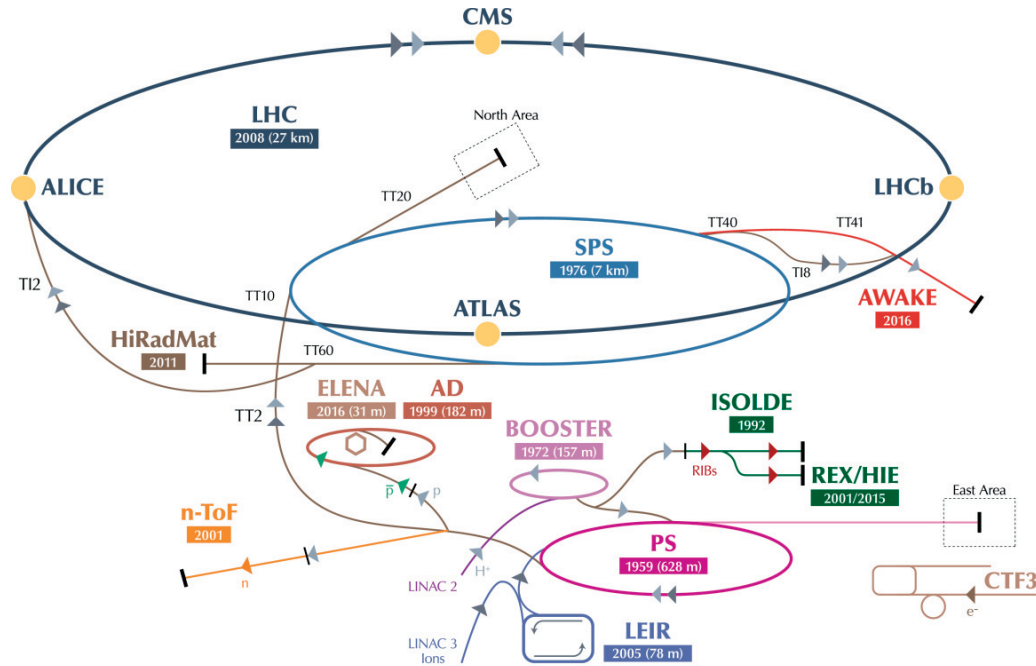 CMS
LHC
2008 (27 km)
North Area
ALICE
LHCb
TT20
TT40
TT41
SPS
1976 (7 km)
TI8
TI2
TT10
ATLAS
AWAKE
2016
HiRadMat
2011
TT60
ELENA
2016 (31 m)
AD
1999 (182 m)
TT2
BOOSTER
1972 (157 m)
ISOLDE
1992
RIBs
REX/HIE
2001/2015
p̅
p
East Area
n-ToF
2001
n
PS
1959 (628 m)
LINAC 2
H⁺
CTF3
e⁻
LINAC 3
Ions
LEIR
2005 (78 m)